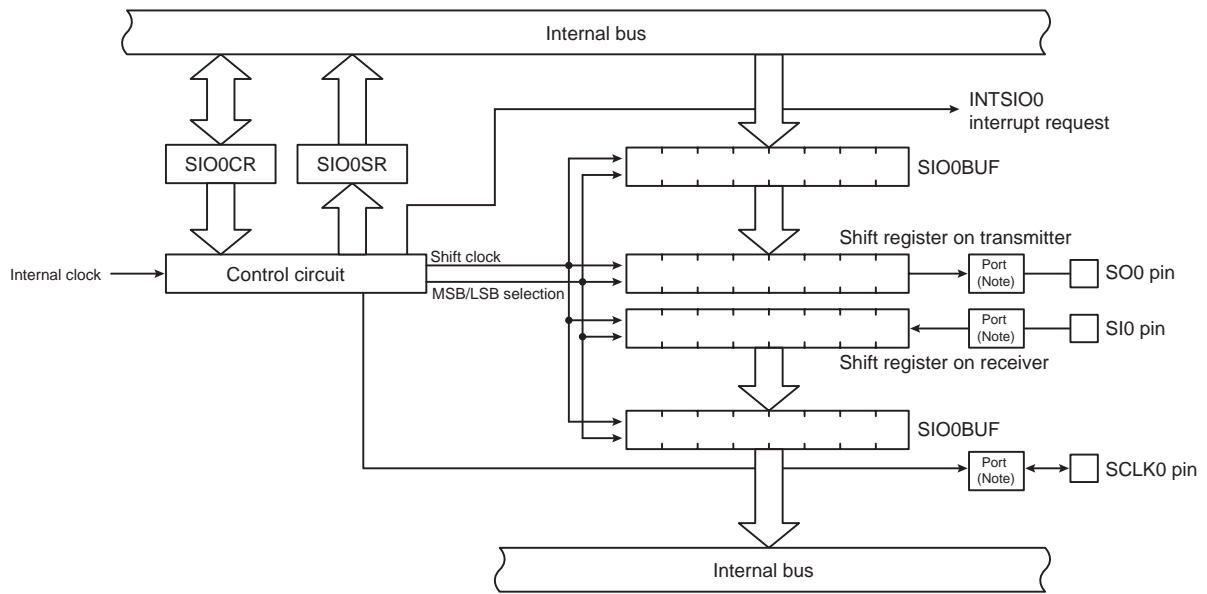 Internal bus
INTSIO0
interrupt request
SIO0CR
SIO0SR
SIO0BUF
Shift register on transmitter
Internal clock
Control circuit
Shift clock
MSB/LSB selection
Port
(Note)
SO0 pin
Port
(Note)
SI0 pin
Shift register on receiver
SIO0BUF
Port
(Note)
SCLK0 pin
Internal bus